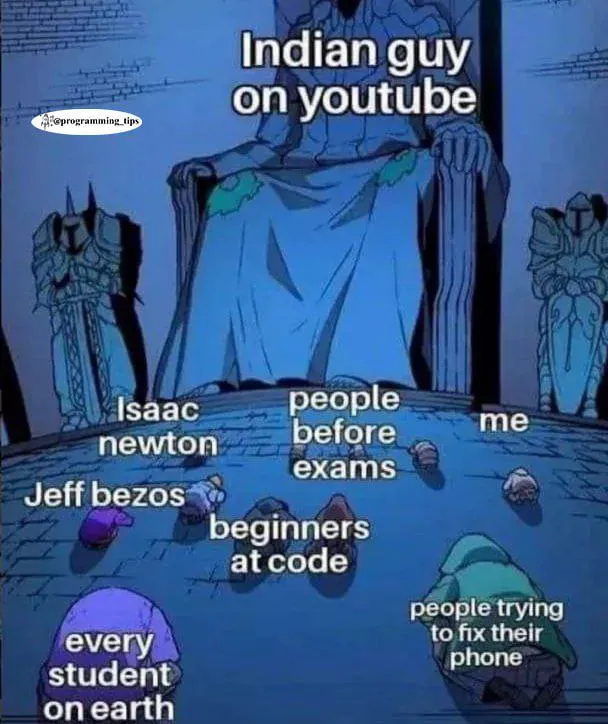 Indian guy
on youtube
@programming_tips
Isaac
newton
people
before
exams
me
Jeff bezos
beginners
at code
people trying
to fix their
phone
every
student
on earth